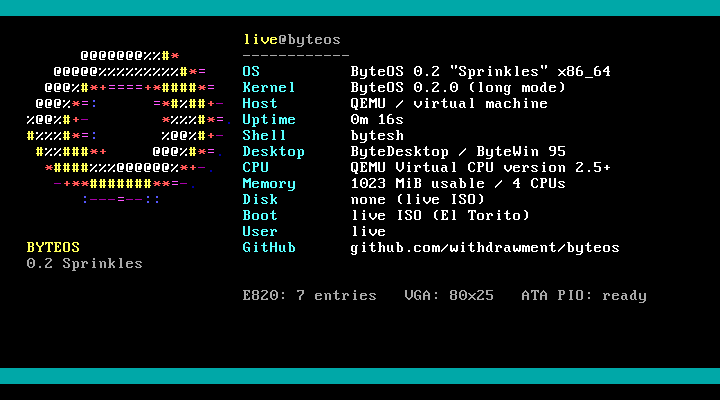 live@byteos
------------
OS ByteOS 0.2 "Sprinkles" x86_64
Kernel ByteOS 0.2.0 (long mode)
Host QEMU / virtual machine
Uptime 0m 16s
Shell bytesh
Desktop ByteDesktop / ByteWin 95
CPU QEMU Virtual CPU version 2.5+
Memory 1023 MiB usable / 4 CPUs
Disk none (live ISO)
Boot live ISO (El Torito)
User live
GitHub github.com/withdrawment/byteos
BYTEOS
0.2 Sprinkles
E820: 7 entries VGA: 80x25 ATA PIO: ready